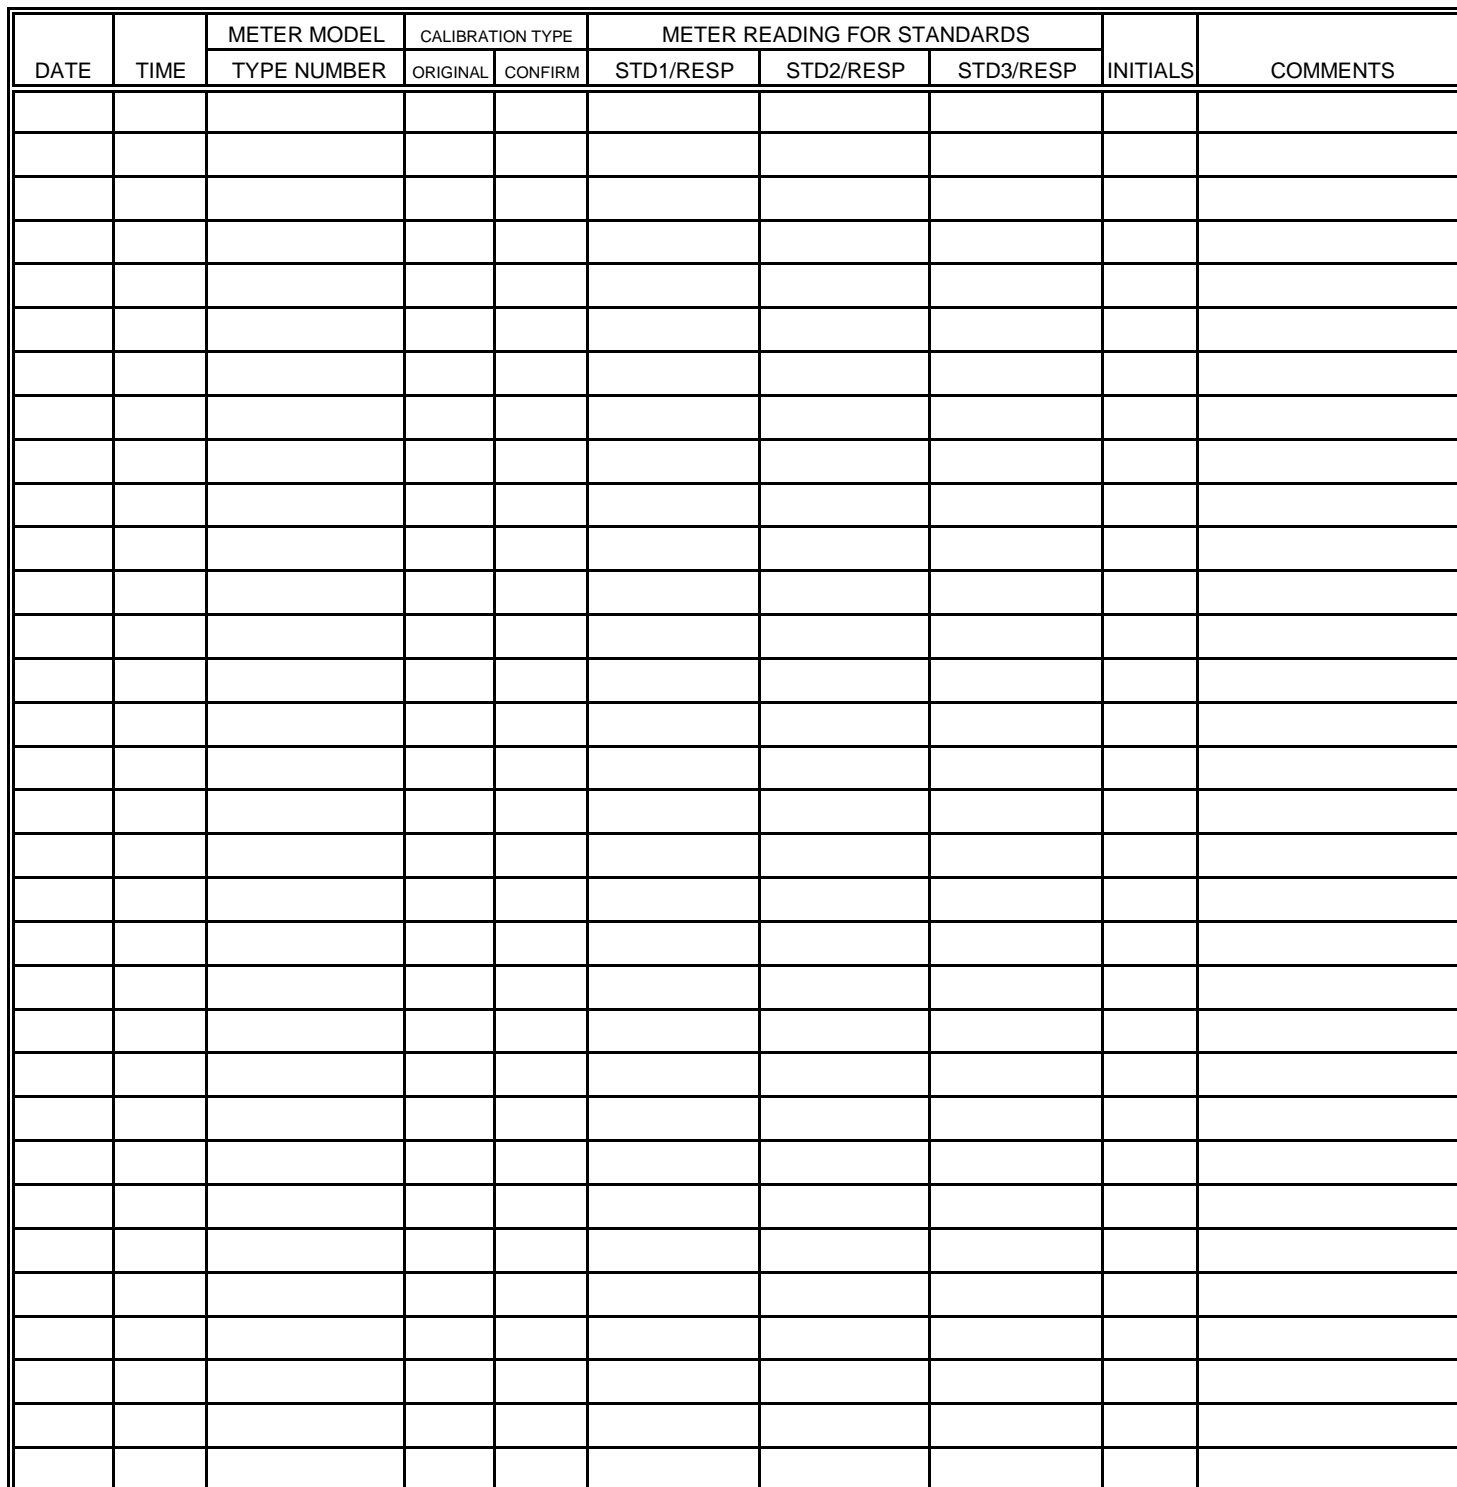 METER MODEL CALIBRATION TYPE METER READING FOR STANDARDS
DATE TIME TYPE NUMBER ORIGINAL CONFIRM STD1/RESP STD2/RESP STD3/RESP INITIALS COMMENTS